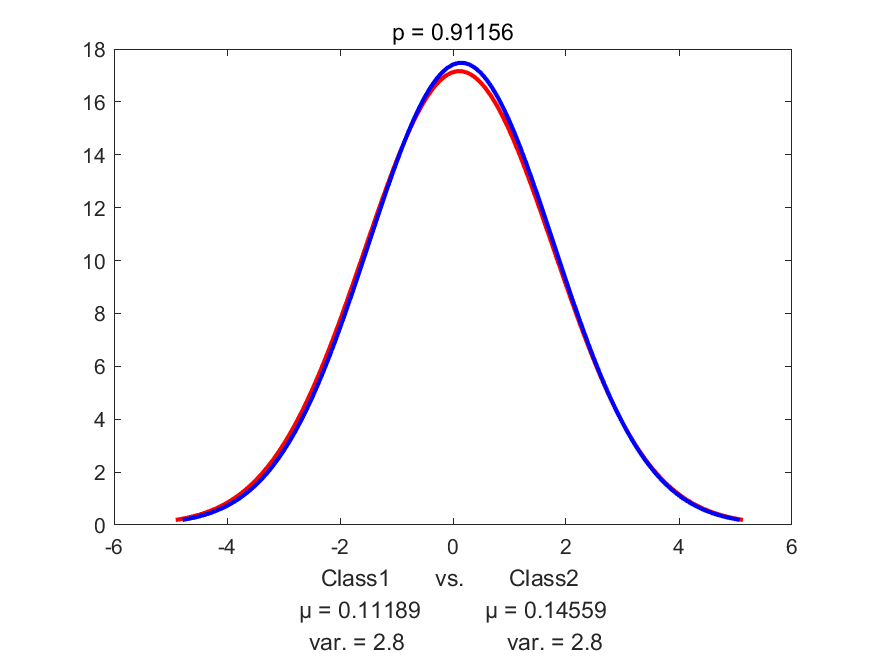 p = 0.91156
18
16
14
12
10
8
6
4
2
0
-6 -4 -2 0 2 4 6
Class1 vs. Class2
μ = 0.11189 μ = 0.14559
var. = 2.8 var. = 2.8